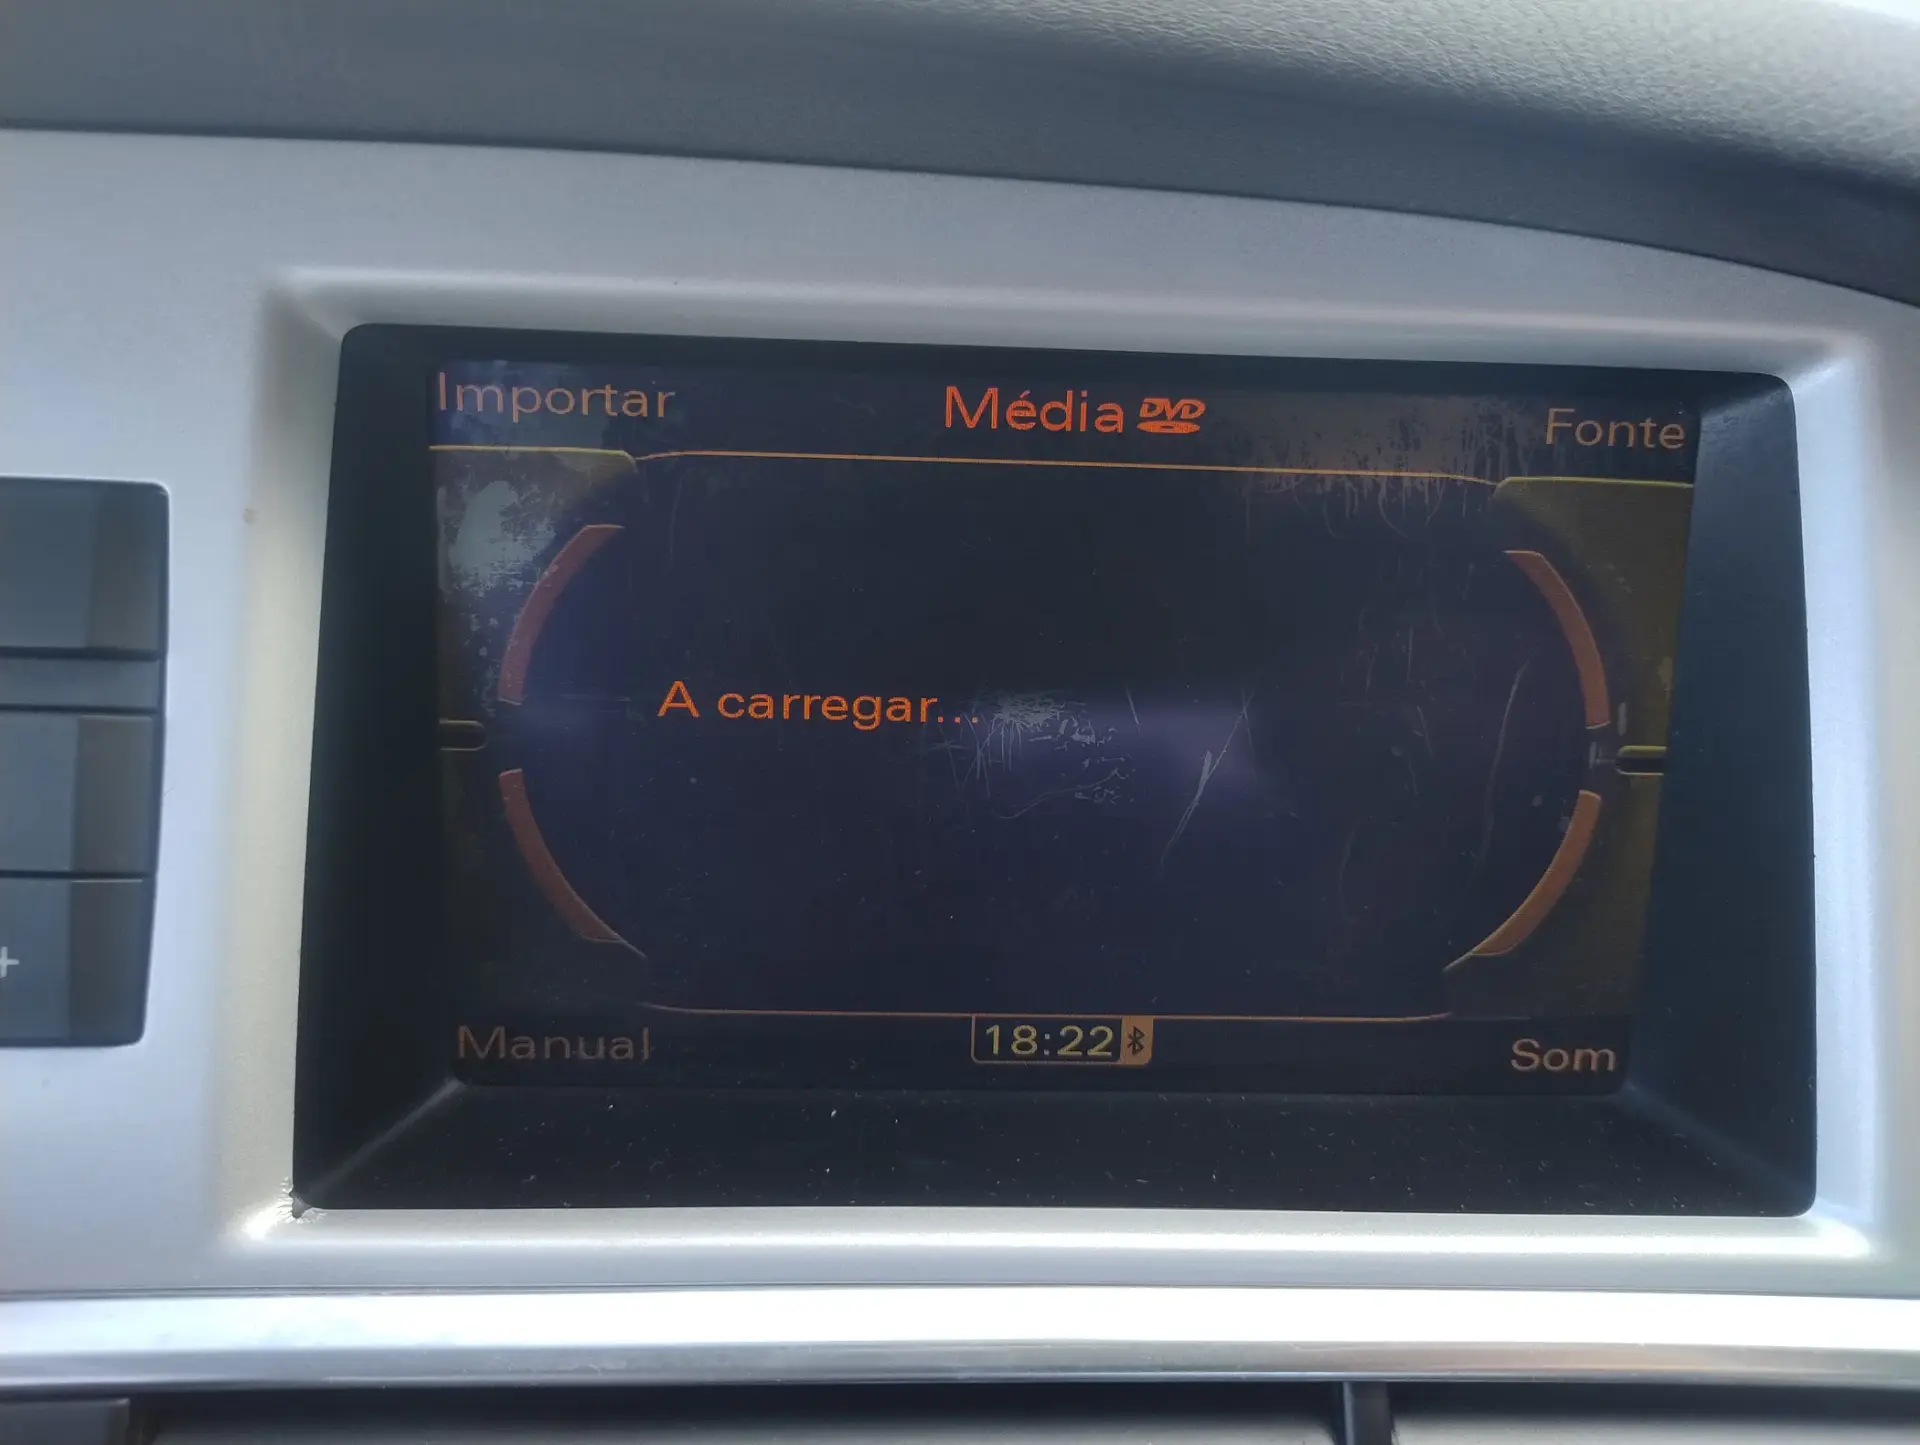 Importar
Média DVD
Fonte
A carregar...
Manual
18:22
Som
+